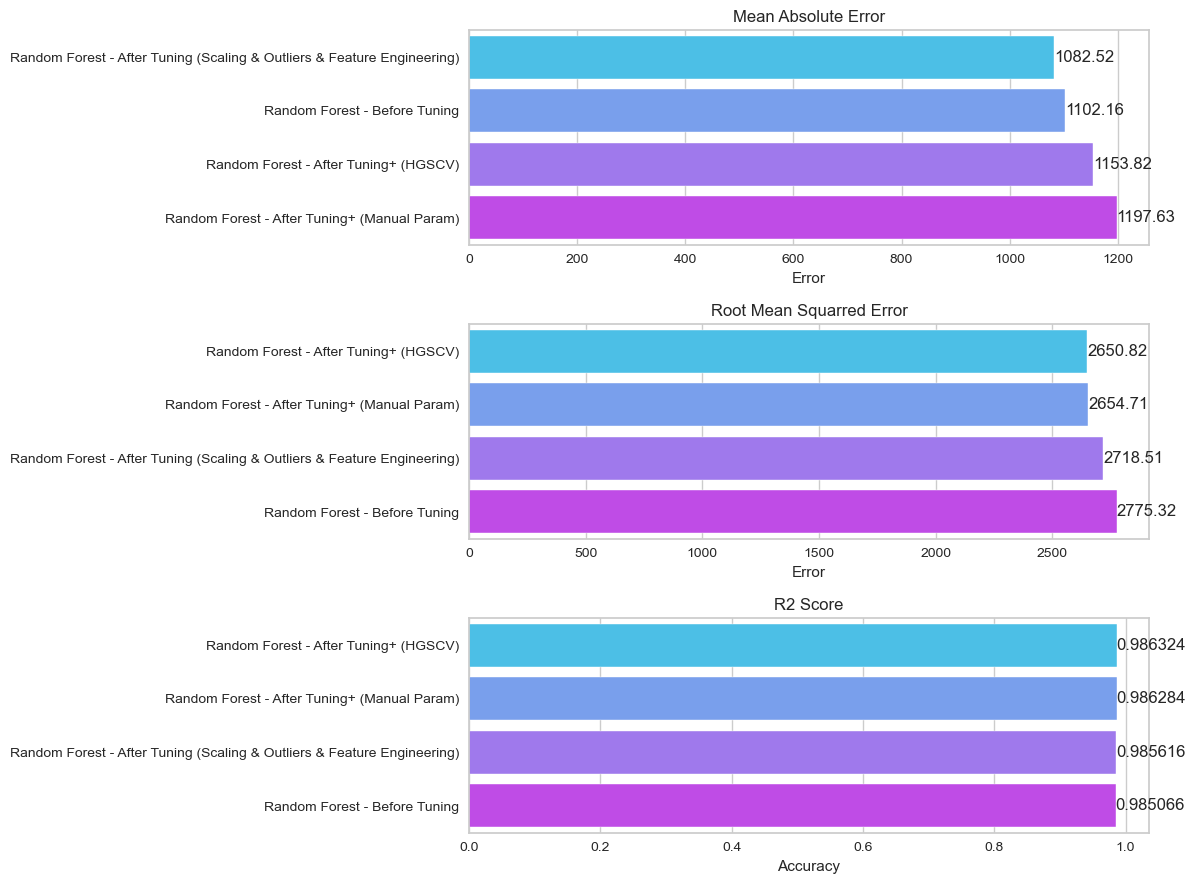 Mean Absolute Error
Random Forest - After Tuning (Scaling & Outliers & Feature Engineering)
1082.52
Random Forest - Before Tuning
1102.16
Random Forest - After Tuning+ (HGSCV)
1153.82
Random Forest - After Tuning+ (Manual Param)
1197.63
0 200 400 600 800 1000 1200
Error
Root Mean Squarred Error
Random Forest - After Tuning+ (HGSCV)
2650.82
Random Forest - After Tuning+ (Manual Param)
2654.71
Random Forest - After Tuning (Scaling & Outliers & Feature Engineering)
2718.51
Random Forest - Before Tuning
2775.32
0 500 1000 1500 2000 2500
Error
R2 Score
Random Forest - After Tuning+ (HGSCV)
0.986324
Random Forest - After Tuning+ (Manual Param)
0.986284
Random Forest - After Tuning (Scaling & Outliers & Feature Engineering)
0.985616
Random Forest - Before Tuning
0.985066
0.0 0.2 0.4 0.6 0.8 1.0
Accuracy